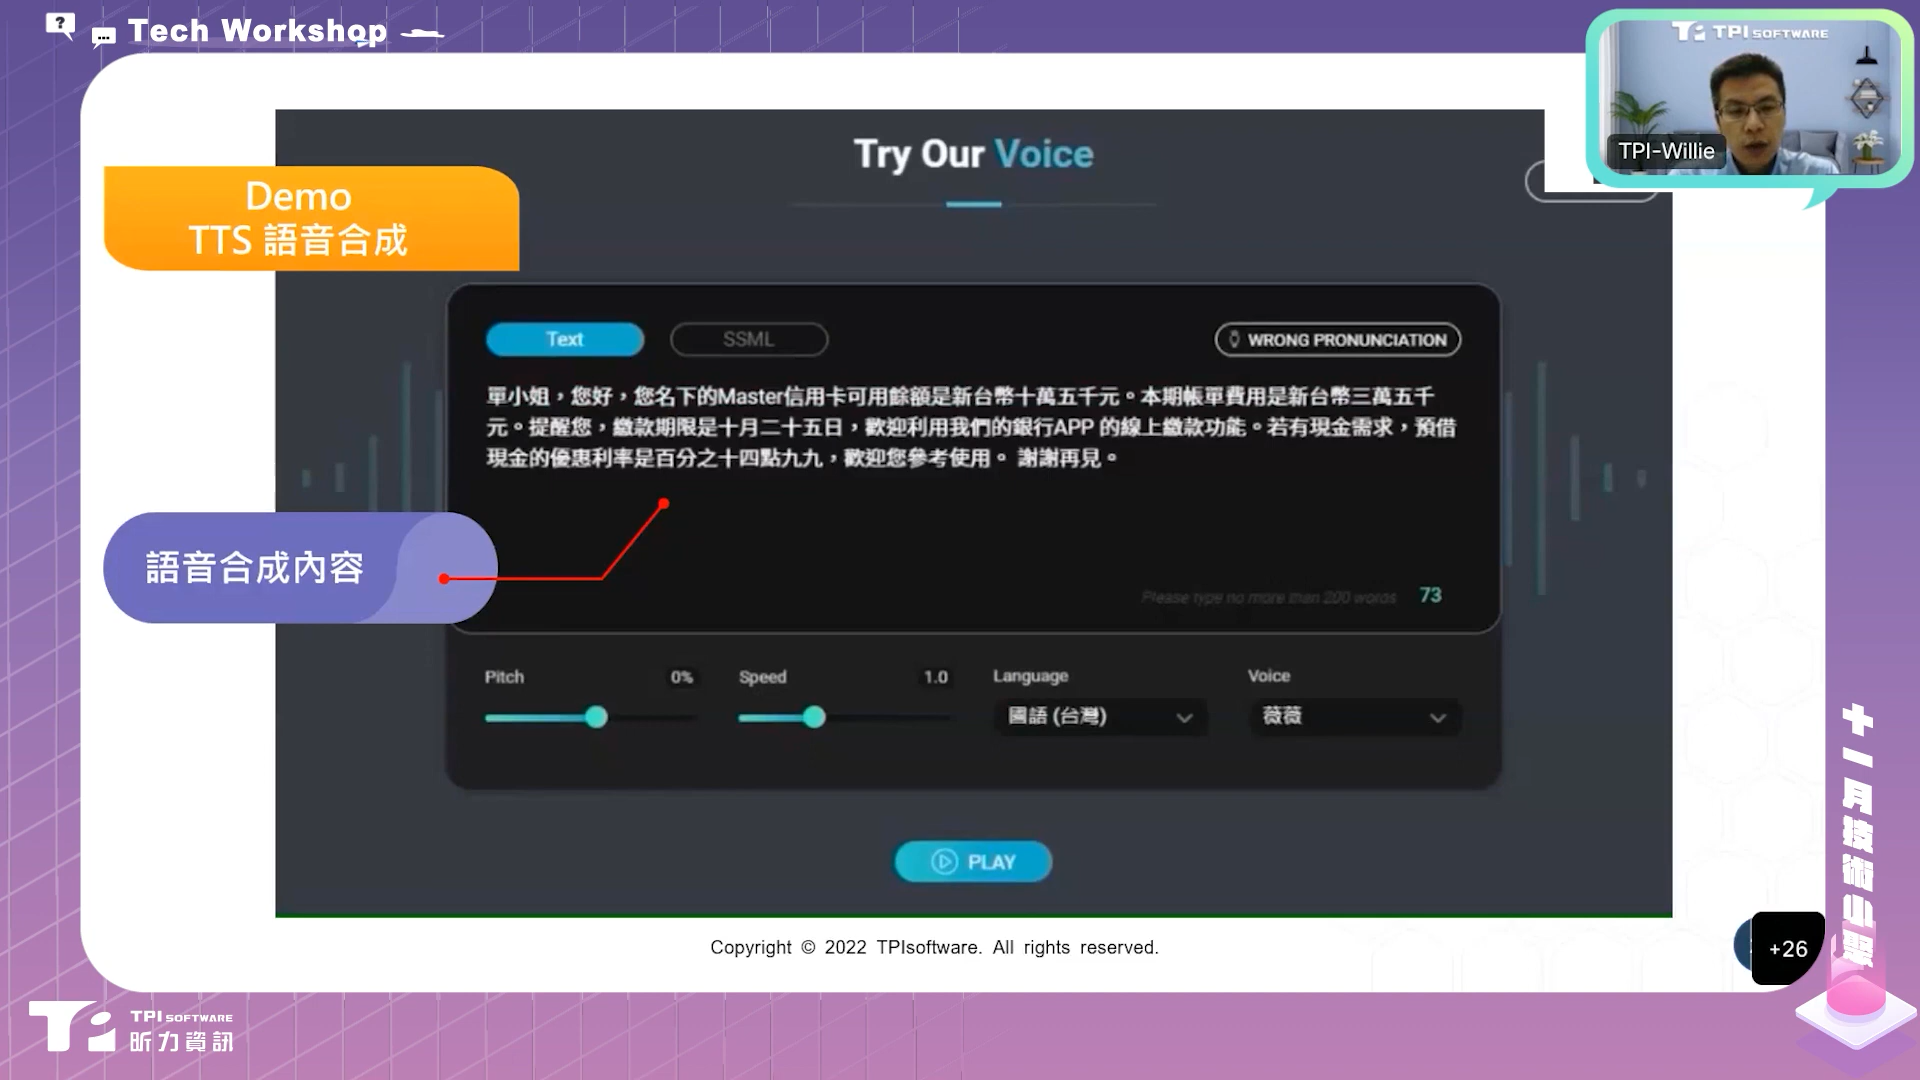 ?
Tech Workshop
TPI SOFTWARE
TPI-Willie
Try Our Voice
Demo
TTS 語音合成
Text
SSML
WRONG PRONUNCIATION
單小姐，您好，您名下的Master信用卡可用餘額是新台幣十萬五千元。本期帳單費用是新台幣三萬五千
元。提醒您，繳款期限是十月二十五日，歡迎利用我們的銀行APP 的線上繳款功能。若有現金需求，預借
現金的優惠利率是百分之十四點九九，歡迎您參考使用。 謝謝再見。
語音合成內容
Please type no more than 200 words
73
Pitch
0%
Speed
1.0
Language
Voice
國語 (台灣)
薇薇
PLAY
十一月技術小聚
Copyright © 2022 TPIsoftware. All rights reserved.
+26
TPI SOFTWARE
昕力資訊